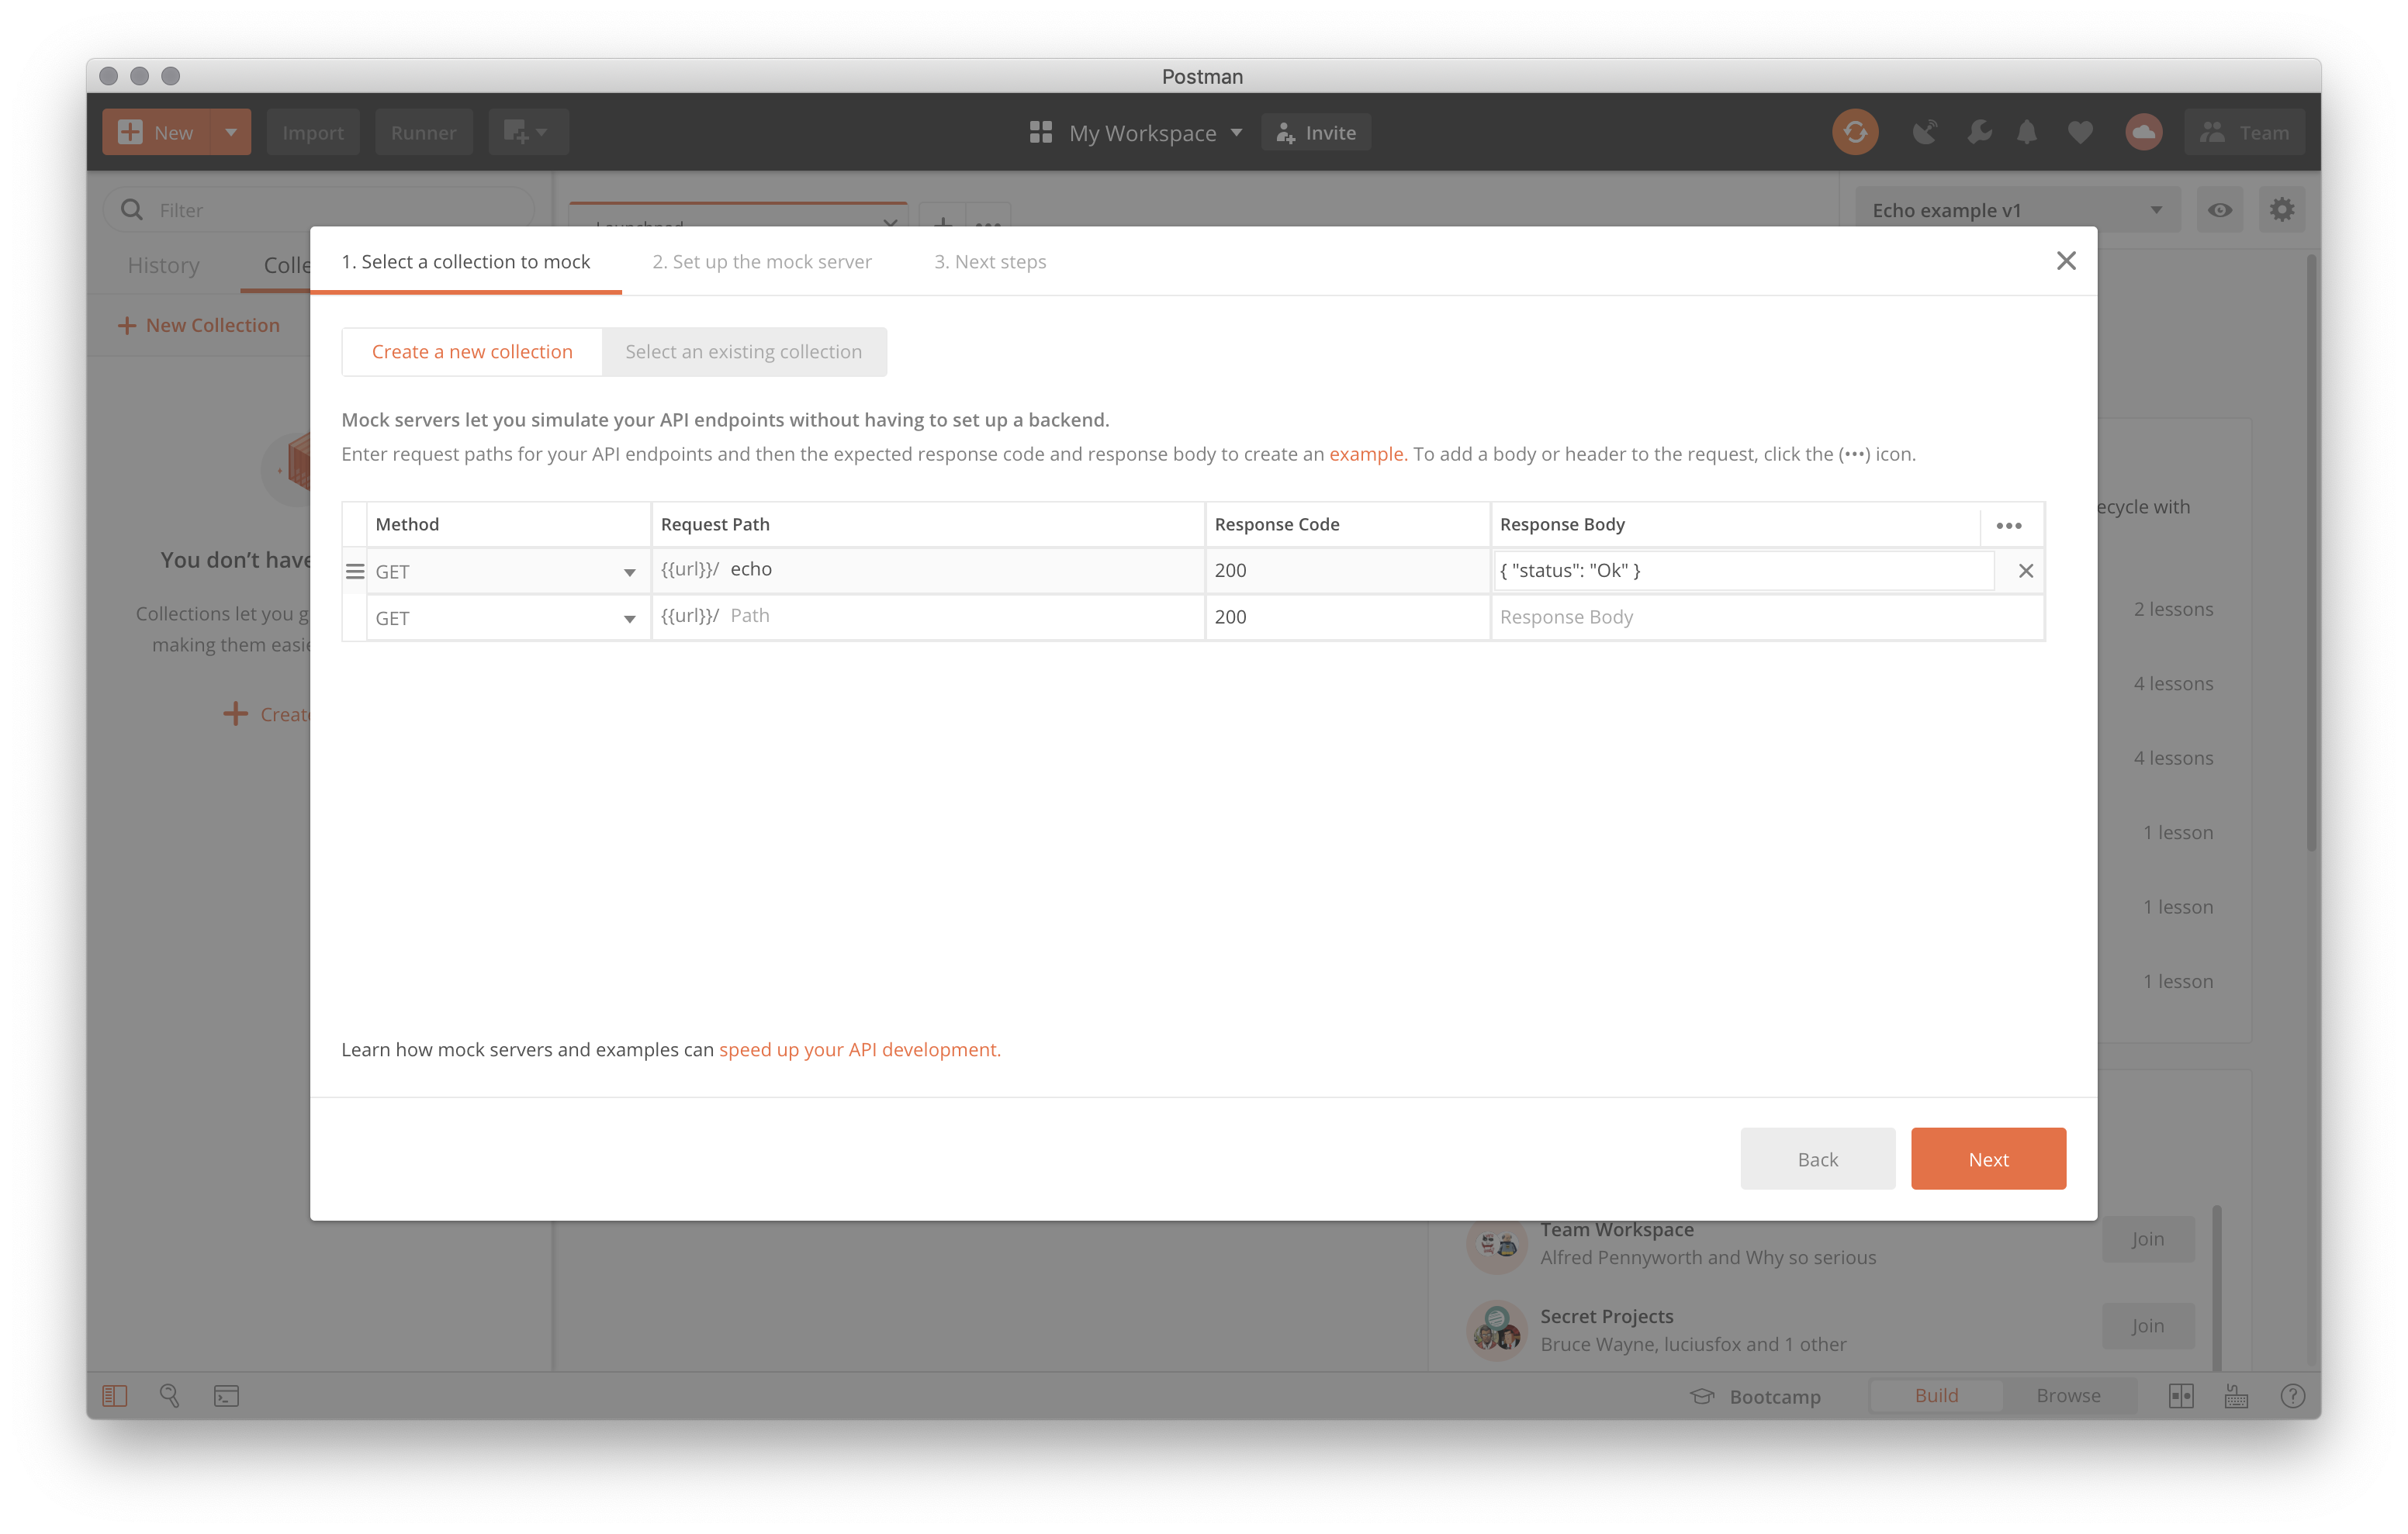 Postman
New
Import
Runner
My Workspace
Invite
Team
Filter
Launchpad
Echo example v1
History
Colle
1. Select a collection to mock
2. Set up the mock server
3. Next steps
New Collection
Create a new collection
Select an existing collection
Mock servers let you simulate your API endpoints without having to set up a backend.
Enter request paths for your API endpoints and then the expected response code and response body to create an example. To add a body or header to the request, click the (•••) icon.
ecycle with
Method Request Path Response Code Response Body •••
GET {{url}}/ echo 200 { "status": "Ok" }
GET {{url}}/ Path 200 Response Body
You don’t have
Collections let you g
making them easie
Create
2 lessons
4 lessons
4 lessons
1 lesson
1 lesson
1 lesson
Learn how mock servers and examples can speed up your API development.
Back
Next
Team Workspace
Alfred Pennyworth and Why so serious
Join
Secret Projects
Bruce Wayne, luciusfox and 1 other
Join
Bootcamp
Build
Browse